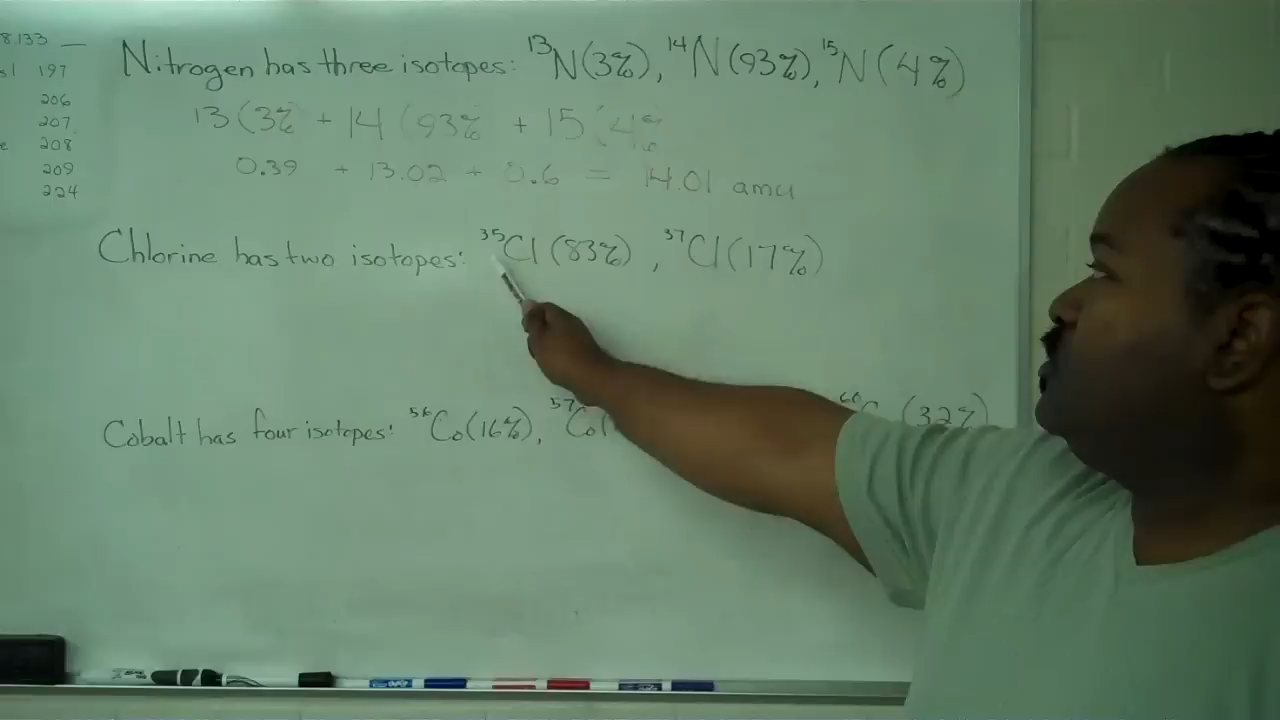 8.133
197
206
207
208
209
224
Nitrogen has three isotopes: ¹³N(3%), ¹⁴N(93%), ¹⁵N(4%)
13(3% + 14(93% + 15(4%
0.39 + 13.02 + 0.6 = 14.01 amu
Chlorine has two isotopes: ³⁵Cl(83%), ³⁷Cl(17%)
Cobalt has four isotopes: ⁵⁶Co(16%), ⁵⁷Co( ⁶⁰C (32%)